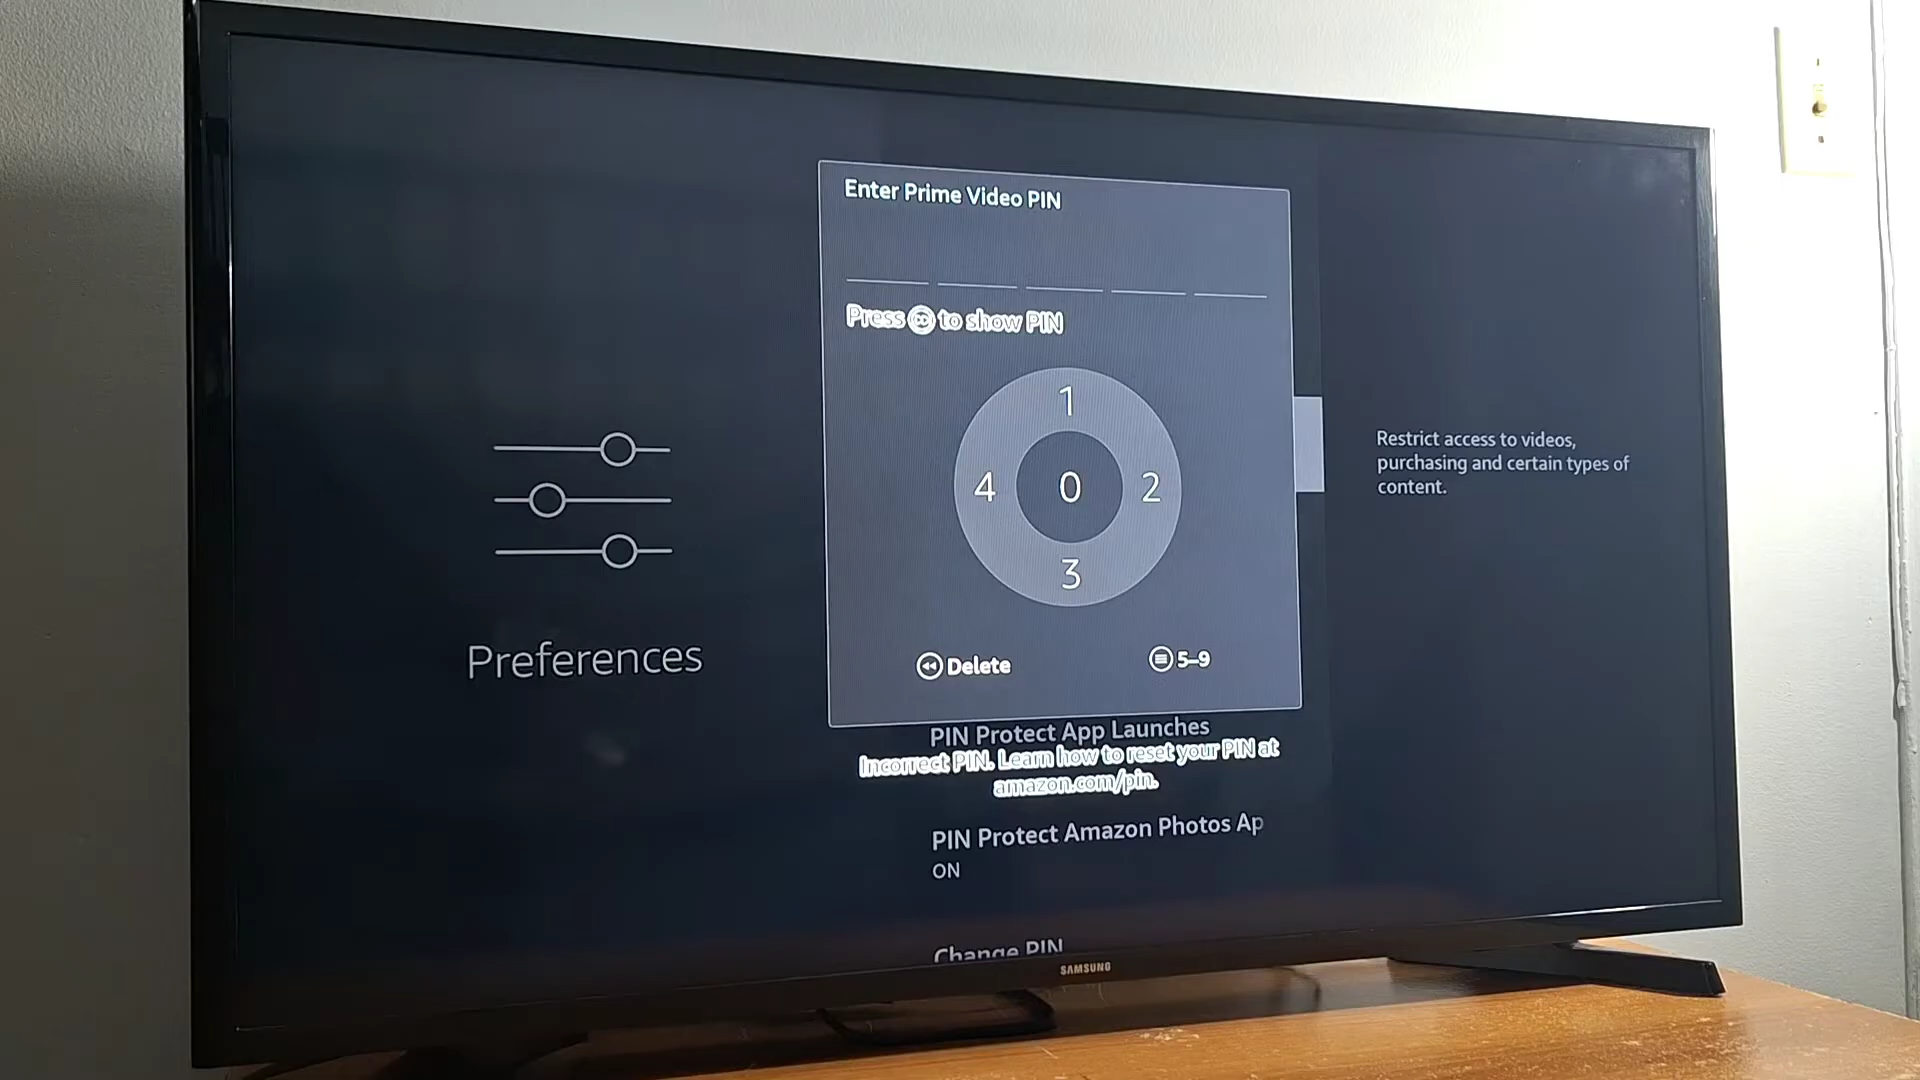 Enter Prime Video PIN
Press to show PIN
1
4 0 2
3
Delete 5–9
Preferences
Restrict access to videos,
purchasing and certain types of
content.
PIN Protect App Launches
Incorrect PIN. Learn how to reset your PIN at
amazon.com/pin.
PIN Protect Amazon Photos Ap
ON
Change PIN
SAMSUNG